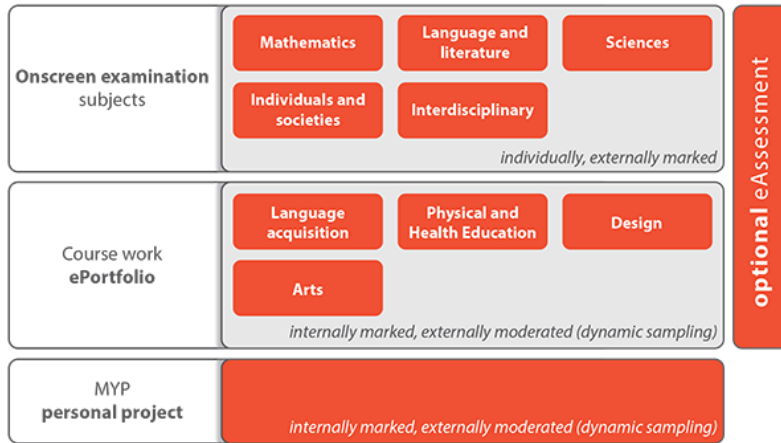 Onscreen examination
subjects
Mathematics
Language and
literature
Sciences
Individuals and
societies
Interdisciplinary
individually, externally marked
Course work
ePortfolio
Language
acquisition
Physical and
Health Education
Design
Arts
internally marked, externally moderated (dynamic sampling)
MYP
personal project
internally marked, externally moderated (dynamic sampling)
optional eAssessment